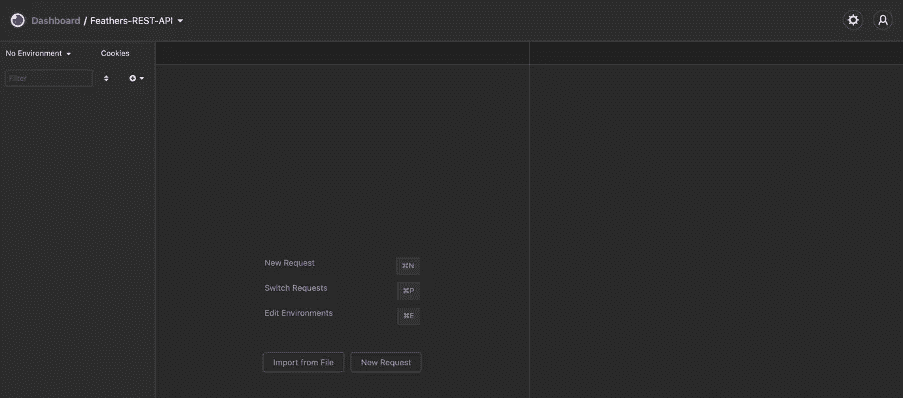 Dashboard / Feathers-REST-API
No Environment Cookies
Filter
New Request ⌘N
Switch Requests ⌘P
Edit Environments ⌘E
Import from File New Request